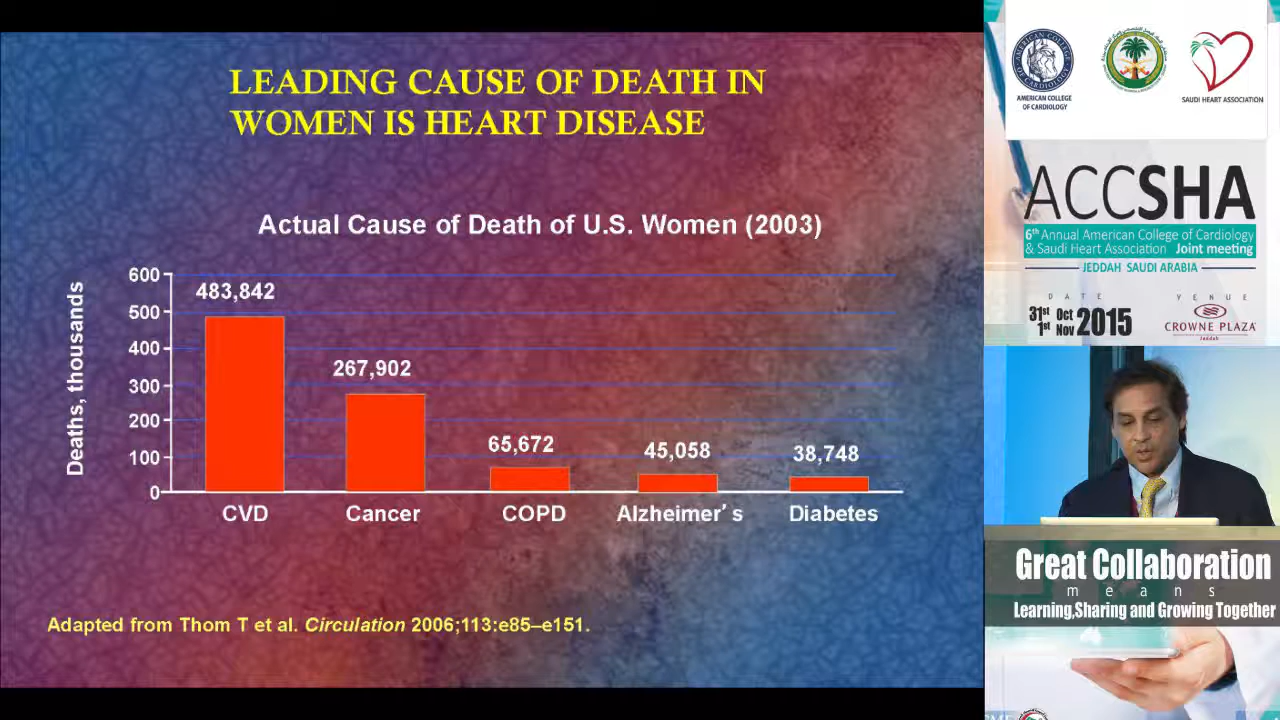 LEADING CAUSE OF DEATH IN
WOMEN IS HEART DISEASE
Actual Cause of Death of U.S. Women (2003)
Deaths, thousands
600
500
400
300
200
100
0
483,842
267,902
65,672
45,058
38,748
CVD
Cancer
COPD
Alzheimer's
Diabetes
Adapted from Thom T et al. Circulation 2006;113:e85–e151.
AMERICAN COLLEGE
OF CARDIOLOGY
SAUDI HEART ASSOCIATION
ACCSHA
6th Annual American College of Cardiology
& Saudi Heart Association Joint meeting
JEDDAH SAUDI ARABIA
DATE
31st Oct
1st Nov 2015
VENUE
CROWNE PLAZA
Jeddah
Great Collaboration
means
Learning,Sharing and Growing Together